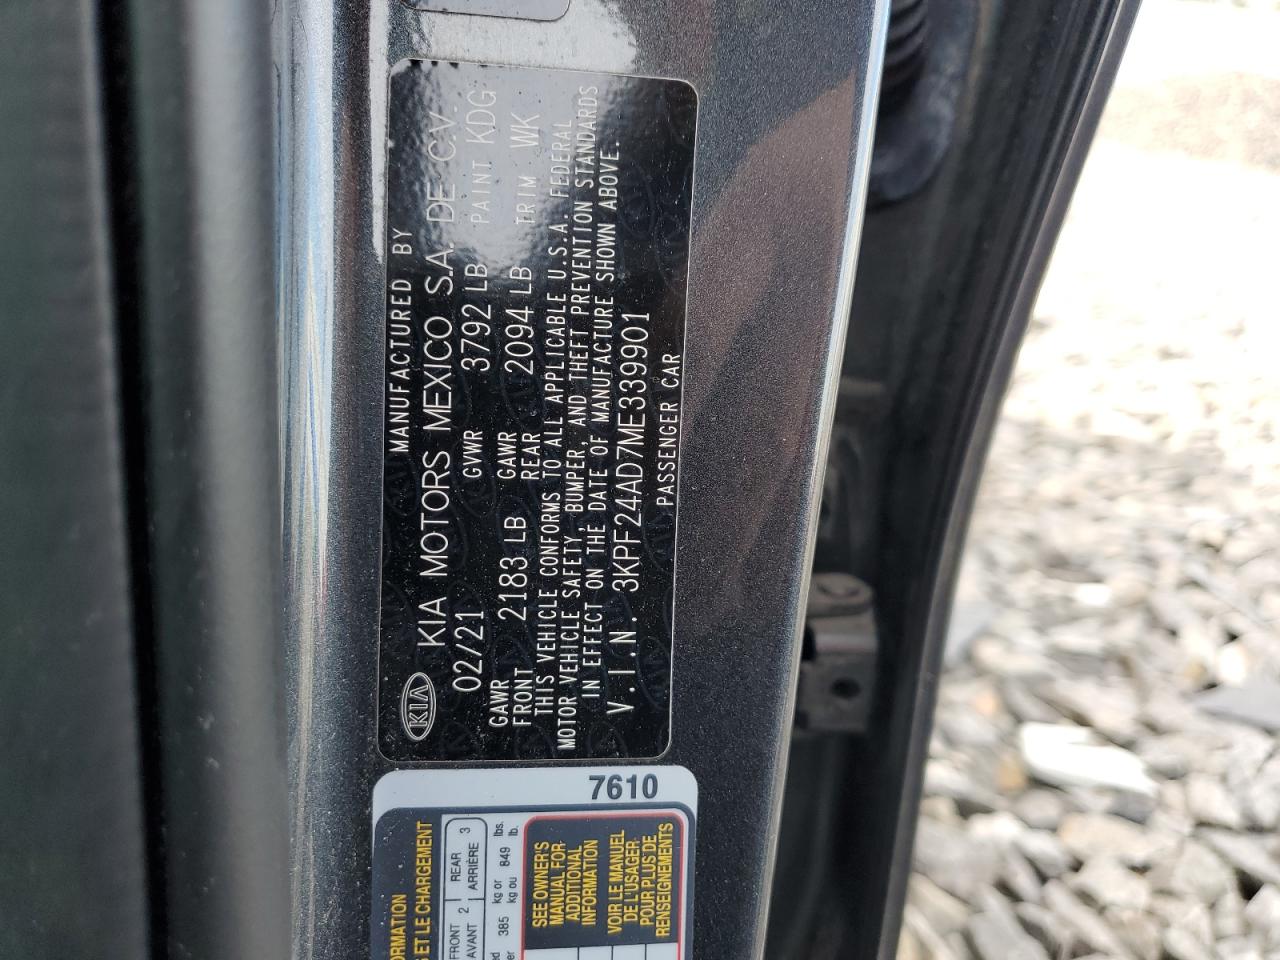 MANUFACTURED BY
KIA KIA MOTORS MEXICO S.A. DE C.V.
02/21 GVWR 3792 LB PAINT KDG
GAWR FRONT 2183 LB GAWR REAR 2094 LB TRIM WK
THIS VEHICLE CONFORMS TO ALL APPLICABLE U.S.A. FEDERAL
MOTOR VEHICLE SAFETY, BUMPER, AND THEFT PREVENTION STANDARDS
IN EFFECT ON THE DATE OF MANUFACTURE SHOWN ABOVE.
V.I.N. 3KPF24AD7ME339901
PASSENGER CAR
7610
ET LE CHARGEMENT
FRONT 2 REAR 3
AVANT 2 ARRIÈRE 3
385 kg or 849 lbs.
kg ou lb.
SEE OWNER'S
MANUAL FOR
ADDITIONAL
INFORMATION
VOIR LE MANUEL
DE L'USAGER
POUR PLUS DE
RENSEIGNEMENTS